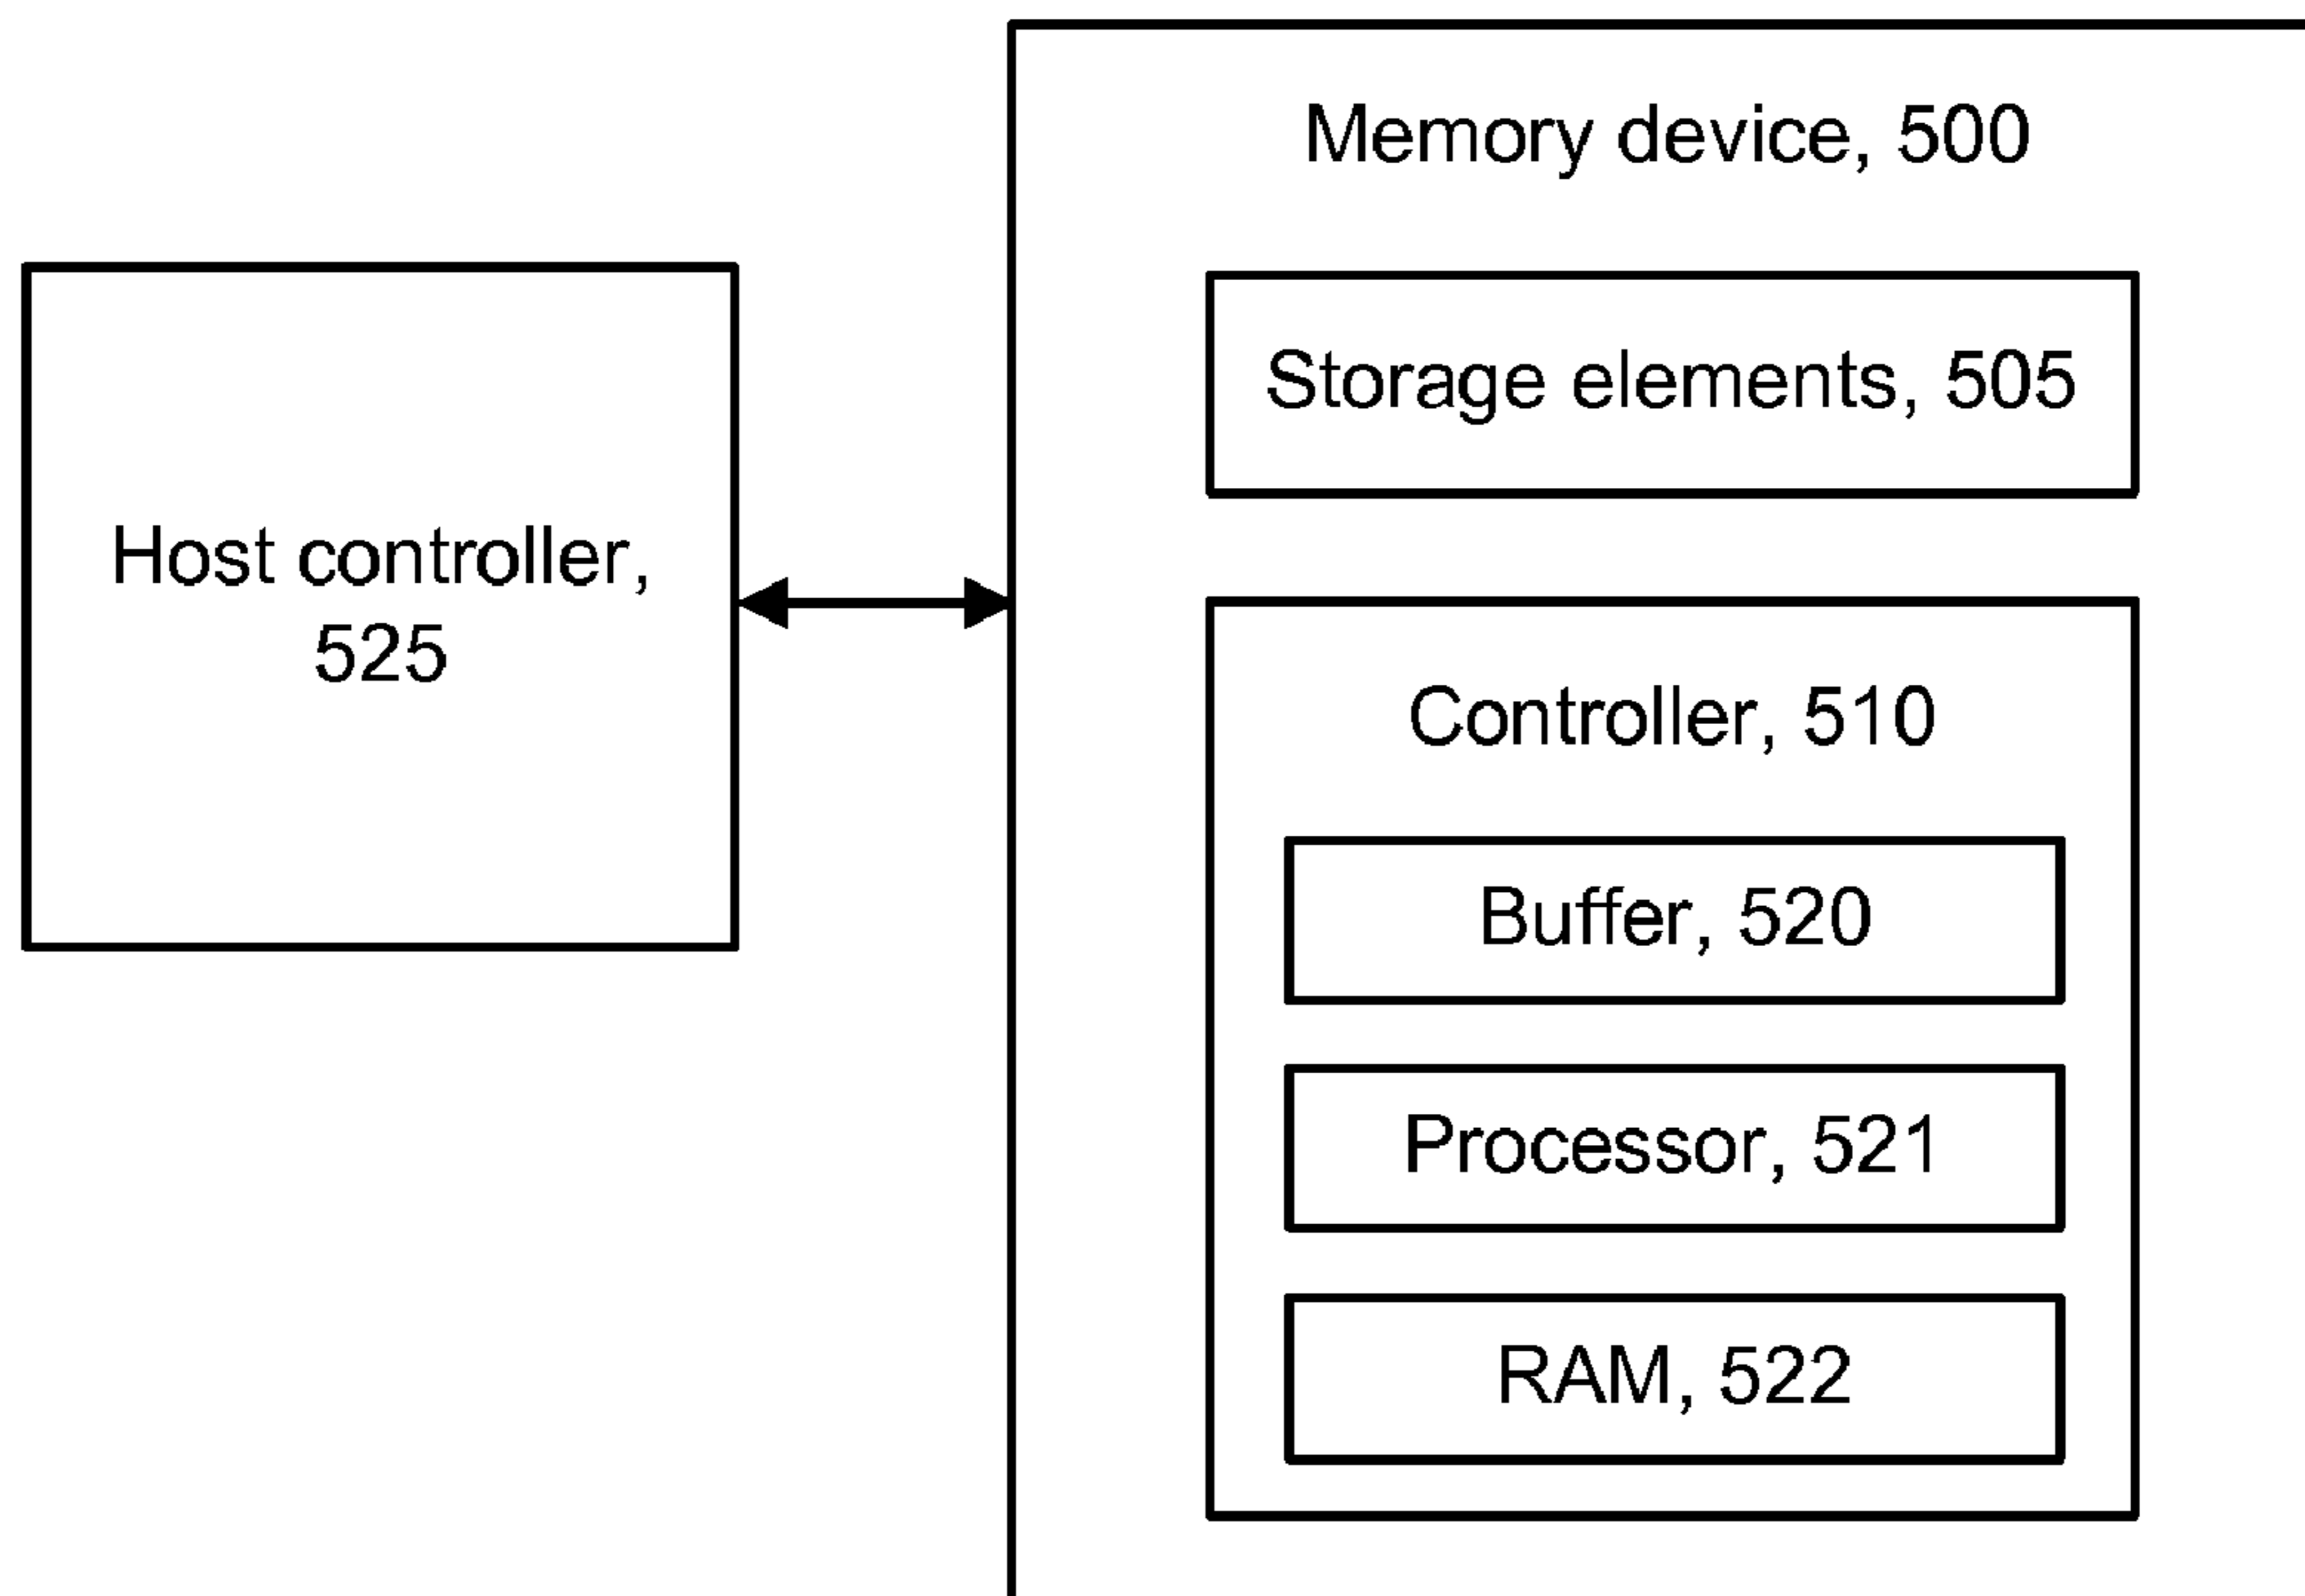 Memory device, 500
Storage elements, 505
Host controller,
525
Controller, 510
Buffer, 520
Processor, 521
RAM, 522